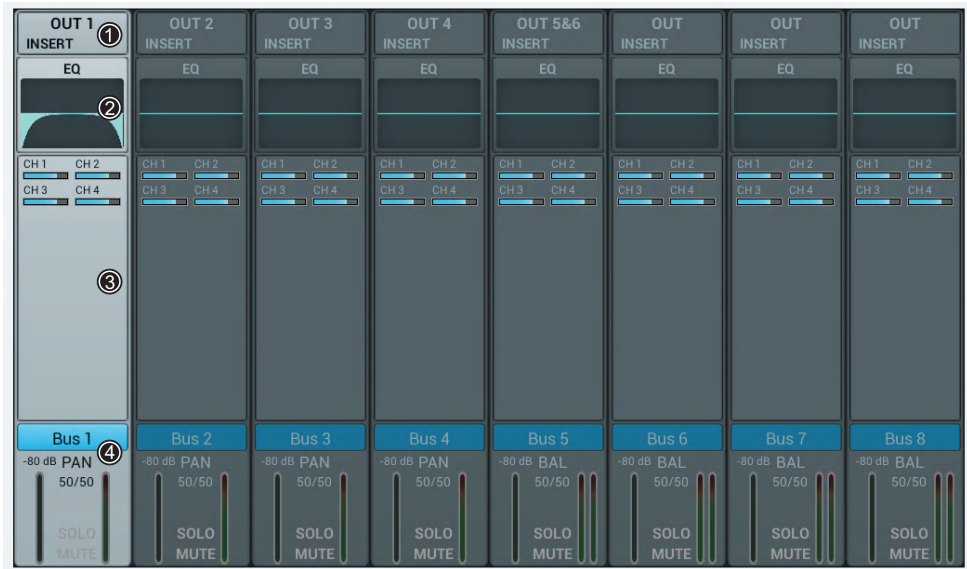 OUT 1 ① OUT 2 OUT 3 OUT 4 OUT 5&6 OUT OUT OUT
INSERT INSERT INSERT INSERT INSERT INSERT INSERT INSERT
EQ EQ EQ EQ EQ EQ EQ EQ
②
CH 1 CH 2 CH 1 CH 2 CH 1 CH 2 CH 1 CH 2 CH 1 CH 2 CH 1 CH 2 CH 1 CH 2 CH 1 CH 2
CH 3 CH 4 CH 3 CH 4 CH 3 CH 4 CH 3 CH 4 CH 3 CH 4 CH 3 CH 4 CH 3 CH 4 CH 3 CH 4
③
Bus 1 ④ Bus 2 Bus 3 Bus 4 Bus 5 Bus 6 Bus 7 Bus 8
-80 dB PAN -80 dB PAN -80 dB PAN -80 dB PAN -80 dB BAL -80 dB BAL -80 dB BAL -80 dB BAL
50/50 50/50 50/50 50/50 50/50 50/50 50/50 50/50
SOLO SOLO SOLO SOLO SOLO SOLO SOLO SOLO
MUTE MUTE MUTE MUTE MUTE MUTE MUTE MUTE